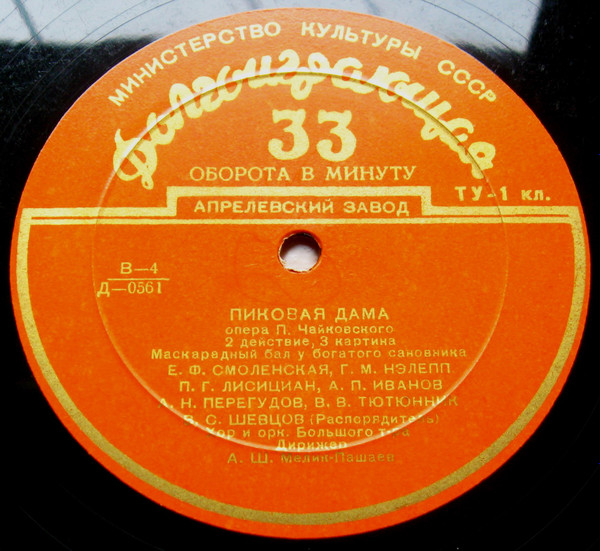 МИНИСТЕРСТВО КУЛЬТУРЫ СССР
Долгоиграющая
33
ОБОРОТА В МИНУТУ
ТУ-1 кл.
АПРЕЛЕВСКИЙ ЗАВОД
В—4
Д—0561
ПИКОВАЯ ДАМА
опера П. Чайковского
2 действие, 3 картина
Маскарадный бал у богатого сановника
Е. Ф. СМОЛЕНСКАЯ, Г. М. НЭЛЕПП
П. Г. ЛИСИЦИАН, А. П. ИВАНОВ
А. Н. ПЕРЕГУДОВ, В. В. ТЮТЮННИК
В. С. ШЕВЦОВ (Распорядитель)
Хор и орк. Большого т-ра
Дирижер
А. Ш. Мелик-Пашаев